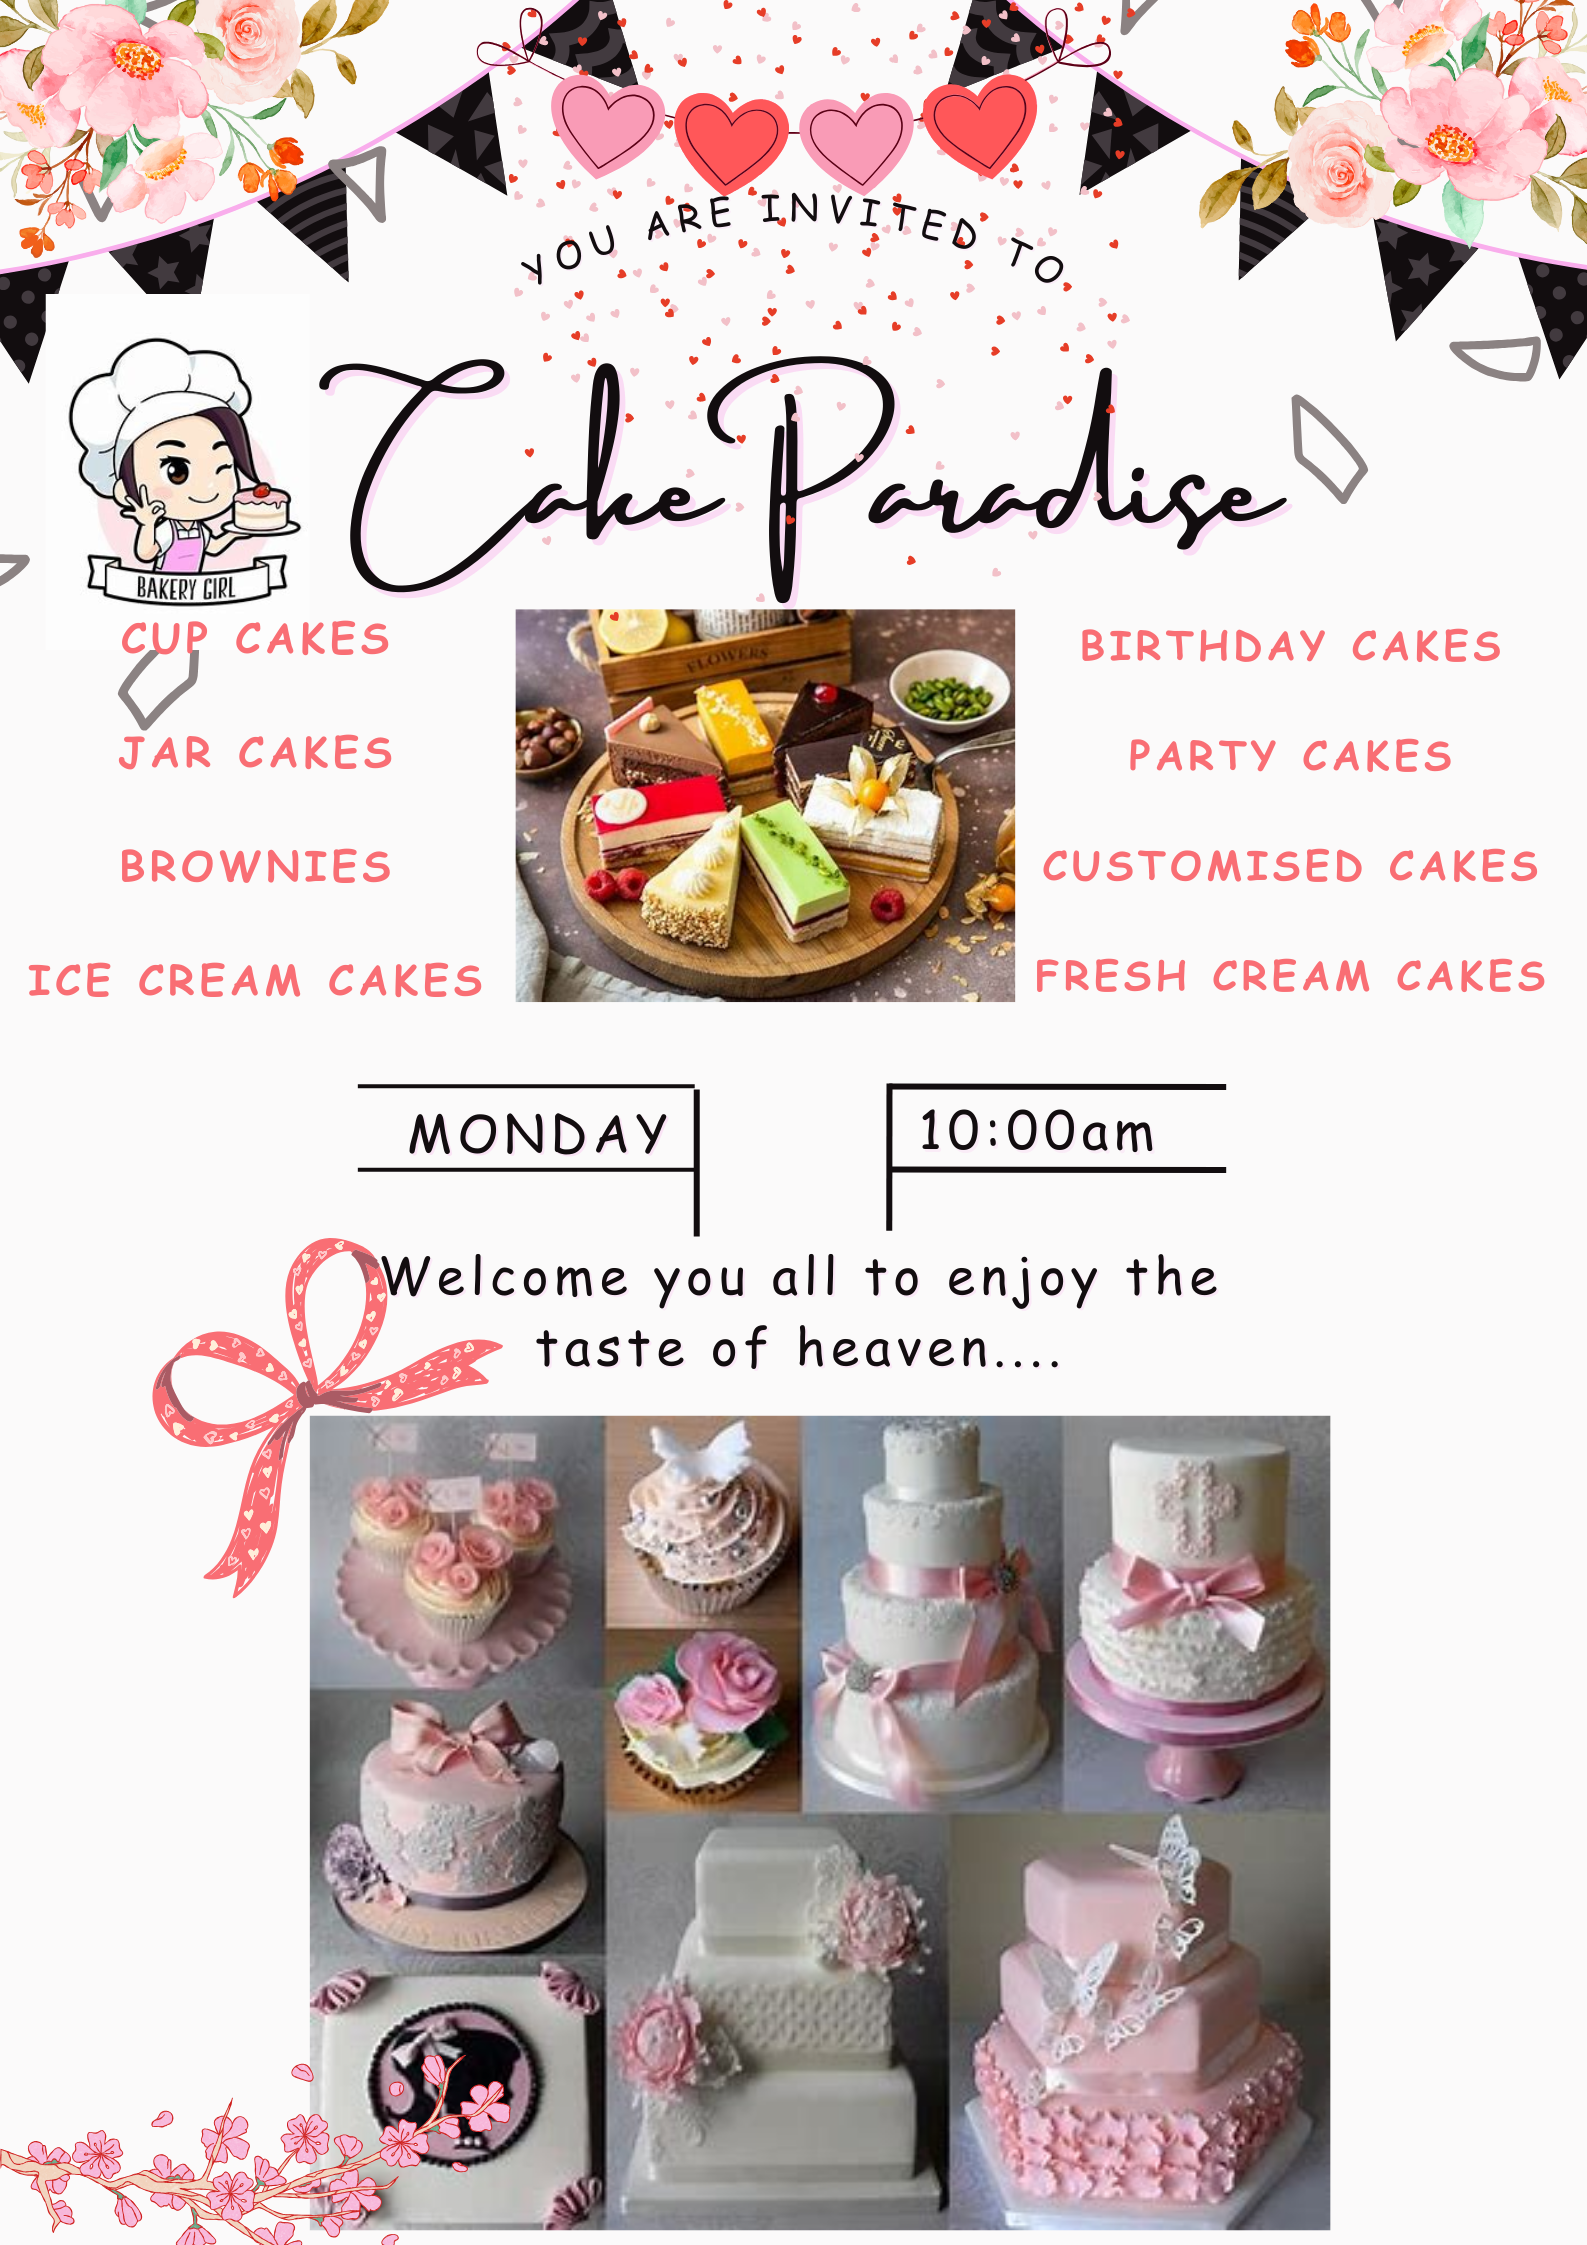 YOU ARE INVITED TO
Cake Paradise
BAKERY GIRL
CUP CAKES
JAR CAKES
BROWNIES
ICE CREAM CAKES
FLOWERS
BIRTHDAY CAKES
PARTY CAKES
CUSTOMISED CAKES
FRESH CREAM CAKES
MONDAY
10:00am
Welcome you all to enjoy the
taste of heaven....